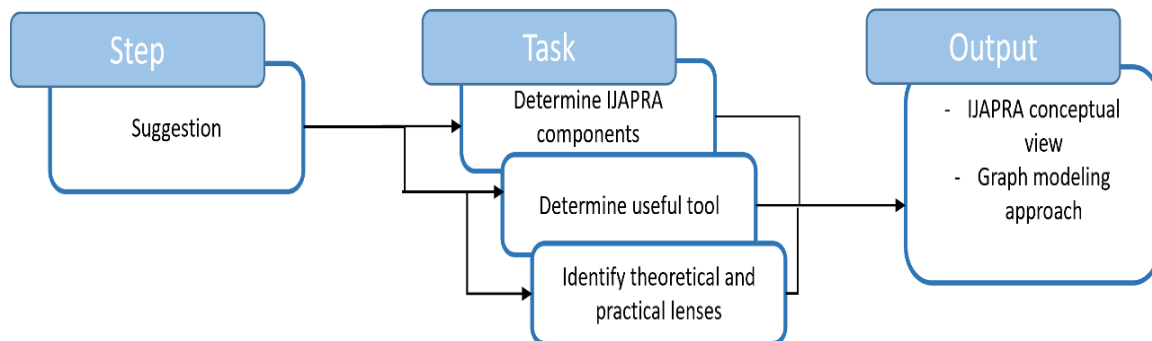 Step
Suggestion
Task
Determine IJAPRA
components
Determine useful tool
Identify theoretical and
practical lenses
Output
- IJAPRA conceptual
view
- Graph modeling
approach